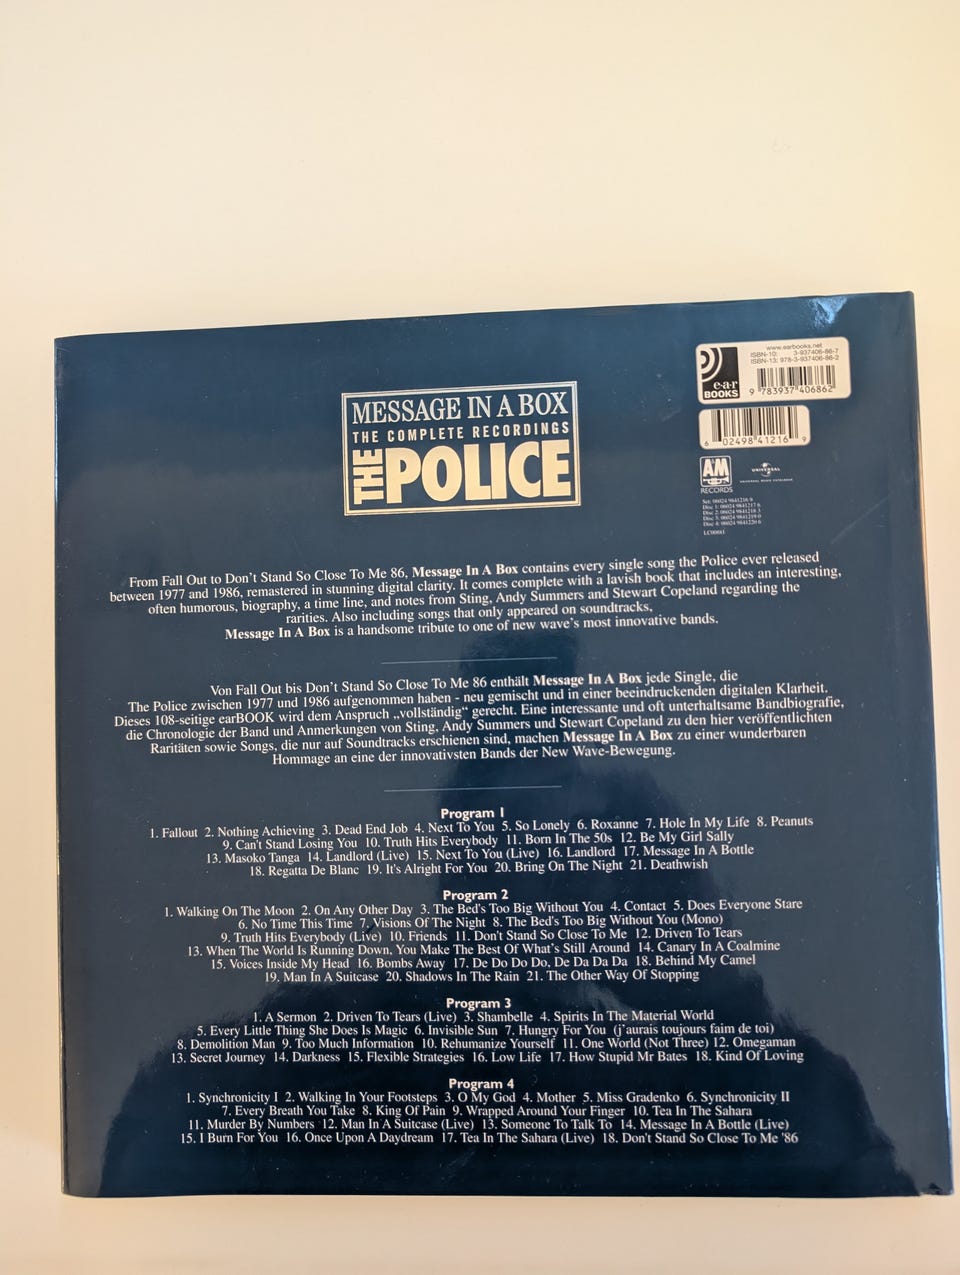 www.earbooks.net
ISBN-10: 3-937406-86-7
ISBN-13: 978-3-937406-86-2
e·a·r
BOOKS
9 783937 406862
6 02498 41216 9
A&M
RECORDS
UNIVERSAL
UNIVERSAL MUSIC CATALOGUE
Set: 06024 9841216 9
Disc 1: 06024 9841217 6
Disc 2: 06024 9841218 3
Disc 3: 06024 9841219 0
Disc 4: 06024 9841220 6
LC00485
MESSAGE IN A BOX
THE COMPLETE RECORDINGS
THE POLICE
From Fall Out to Don't Stand So Close To Me 86, Message In A Box contains every single song the Police ever released
between 1977 and 1986, remastered in stunning digital clarity. It comes complete with a lavish book that includes an interesting,
often humorous, biography, a time line, and notes from Sting, Andy Summers and Stewart Copeland regarding the
rarities. Also including songs that only appeared on soundtracks,
Message In A Box is a handsome tribute to one of new wave's most innovative bands.
Von Fall Out bis Don't Stand So Close To Me 86 enthält Message In A Box jede Single, die
The Police zwischen 1977 und 1986 aufgenommen haben - neu gemischt und in einer beeindruckenden digitalen Klarheit.
Dieses 108-seitige earBOOK wird dem Anspruch „vollständig“ gerecht. Eine interessante und oft unterhaltsame Bandbiografie,
die Chronologie der Band und Anmerkungen von Sting, Andy Summers und Stewart Copeland zu den hier veröffentlichten
Raritäten sowie Songs, die nur auf Soundtracks erschienen sind, machen Message In A Box zu einer wunderbaren
Hommage an eine der innovativsten Bands der New Wave-Bewegung.
Program 1
1. Fallout 2. Nothing Achieving 3. Dead End Job 4. Next To You 5. So Lonely 6. Roxanne 7. Hole In My Life 8. Peanuts
9. Can't Stand Losing You 10. Truth Hits Everybody 11. Born In The 50s 12. Be My Girl Sally
13. Masoko Tanga 14. Landlord (Live) 15. Next To You (Live) 16. Landlord 17. Message In A Bottle
18. Regatta De Blanc 19. It's Alright For You 20. Bring On The Night 21. Deathwish
Program 2
1. Walking On The Moon 2. On Any Other Day 3. The Bed's Too Big Without You 4. Contact 5. Does Everyone Stare
6. No Time This Time 7. Visions Of The Night 8. The Bed's Too Big Without You (Mono)
9. Truth Hits Everybody (Live) 10. Friends 11. Don't Stand So Close To Me 12. Driven To Tears
13. When The World Is Running Down, You Make The Best Of What's Still Around 14. Canary In A Coalmine
15. Voices Inside My Head 16. Bombs Away 17. De Do Do Do, De Da Da Da 18. Behind My Camel
19. Man In A Suitcase 20. Shadows In The Rain 21. The Other Way Of Stopping
Program 3
1. A Sermon 2. Driven To Tears (Live) 3. Shambelle 4. Spirits In The Material World
5. Every Little Thing She Does Is Magic 6. Invisible Sun 7. Hungry For You (j'aurais toujours faim de toi)
8. Demolition Man 9. Too Much Information 10. Rehumanize Yourself 11. One World (Not Three) 12. Omegaman
13. Secret Journey 14. Darkness 15. Flexible Strategies 16. Low Life 17. How Stupid Mr Bates 18. Kind Of Loving
Program 4
1. Synchronicity I 2. Walking In Your Footsteps 3. O My God 4. Mother 5. Miss Gradenko 6. Synchronicity II
7. Every Breath You Take 8. King Of Pain 9. Wrapped Around Your Finger 10. Tea In The Sahara
11. Murder By Numbers 12. Man In A Suitcase (Live) 13. Someone To Talk To 14. Message In A Bottle (Live)
15. I Burn For You 16. Once Upon A Daydream 17. Tea In The Sahara (Live) 18. Don't Stand So Close To Me '86